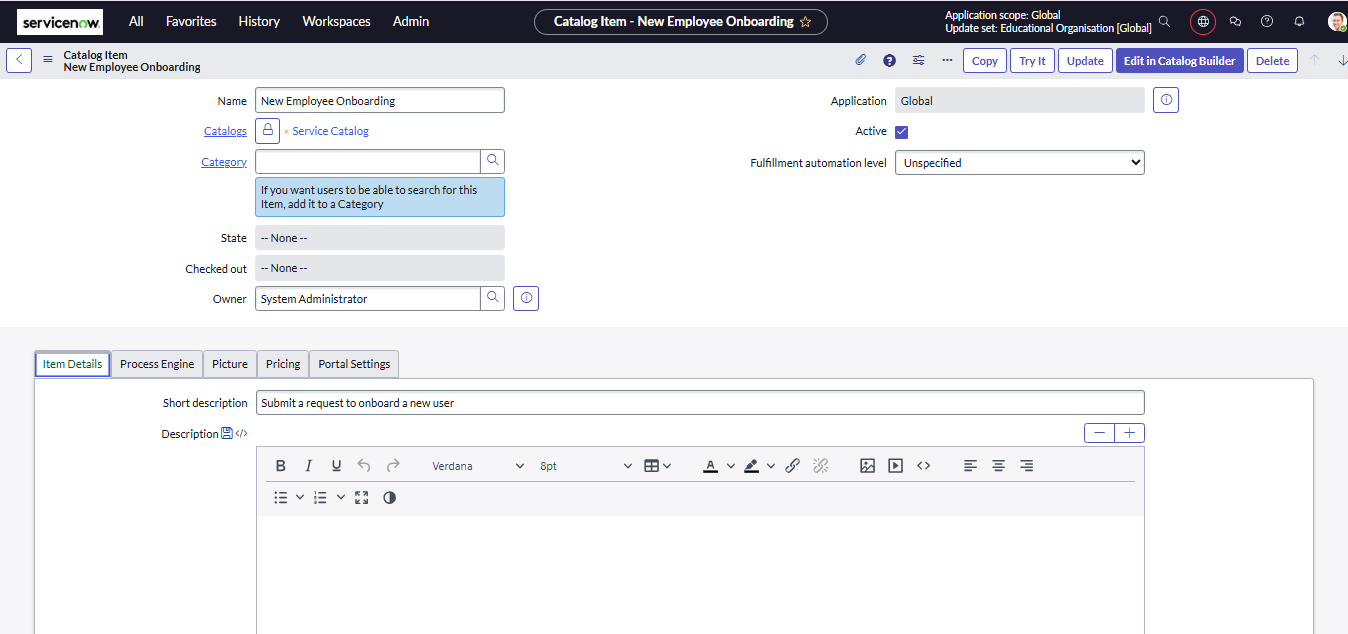 servicenow
All
Favorites
History
Workspaces
Admin
Catalog Item - New Employee Onboarding
Application scope: Global
Update set: Educational Organisation [Global]
Catalog Item
New Employee Onboarding
Copy
Try It
Update
Edit in Catalog Builder
Delete
Name
New Employee Onboarding
Application
Global
Catalogs
× Service Catalog
Active
Category
Fulfillment automation level
Unspecified
If you want users to be able to search for this
Item, add it to a Category
State
-- None --
Checked out
-- None --
Owner
System Administrator
Item Details
Process Engine
Picture
Pricing
Portal Settings
Short description
Submit a request to onboard a new user
Description
Verdana
8pt